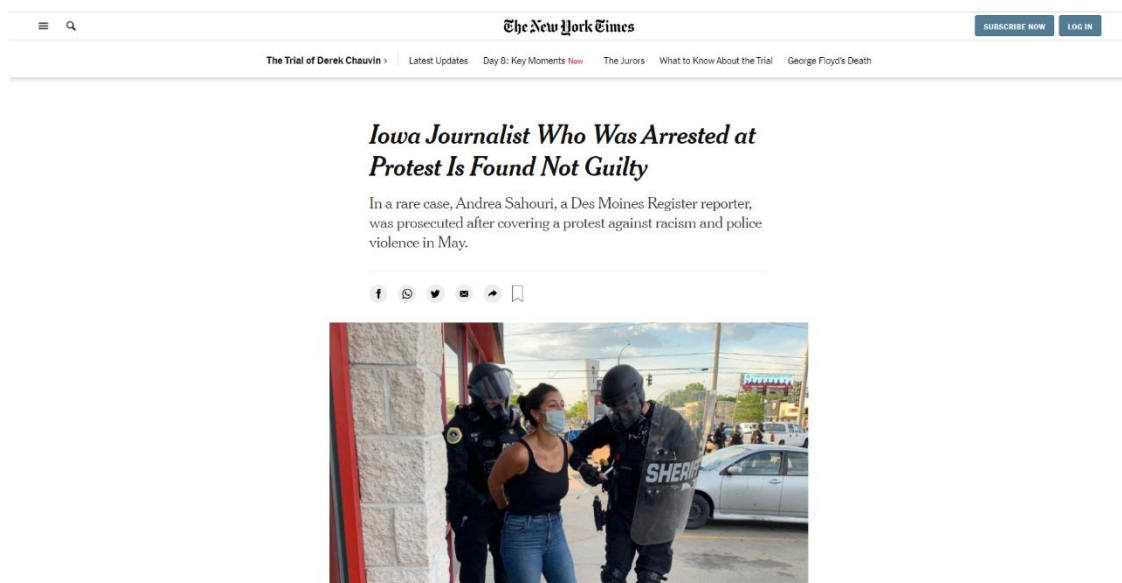 The New York Times
SUBSCRIBE NOW LOG IN
The Trial of Derek Chauvin › Latest Updates Day 8: Key Moments New The Jurors What to Know About the Trial George Floyd's Death
Iowa Journalist Who Was Arrested at
Protest Is Found Not Guilty
In a rare case, Andrea Sahouri, a Des Moines Register reporter,
was prosecuted after covering a protest against racism and police
violence in May.
SHERIFF